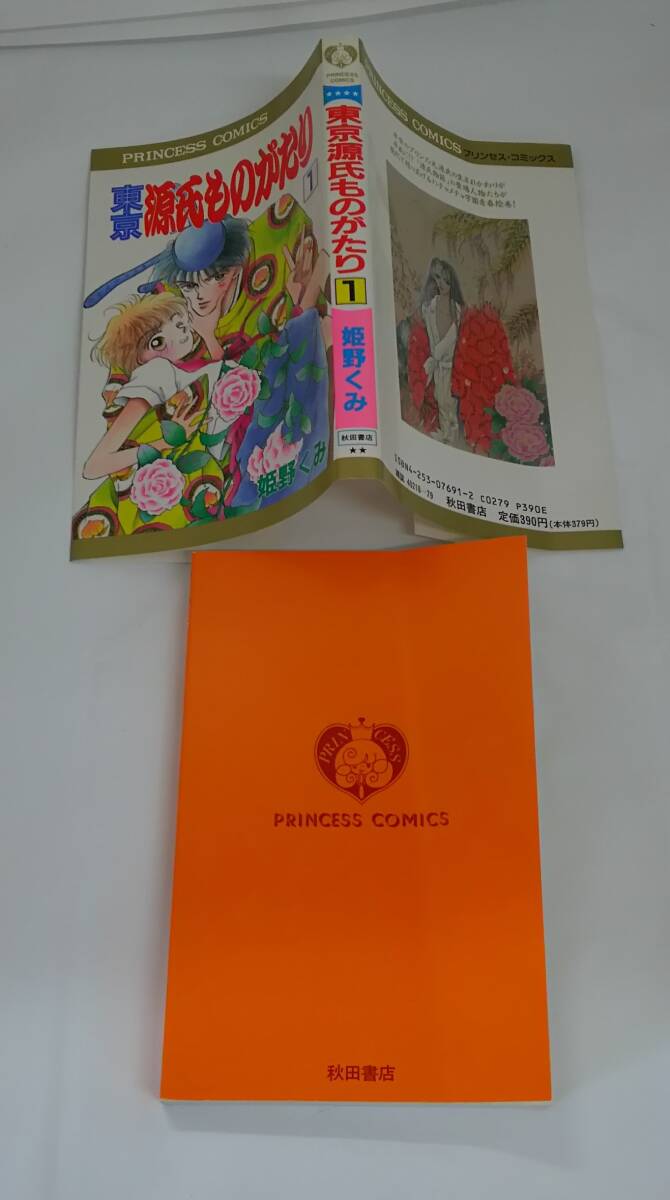 PRINCESS COMICS
東京
源氏ものがたり
1
姫野くみ
PRINCESS
COMICS
★★★★
東京源氏ものがたり
1
姫野くみ
秋田書店
★★
PRINCESS COMICS プリンセス・コミックス
ISBN4-253-07691-2 C0279 P390E
秋田書店 定価390円(本体379円)
PRINCESS
PRINCESS COMICS
秋田書店